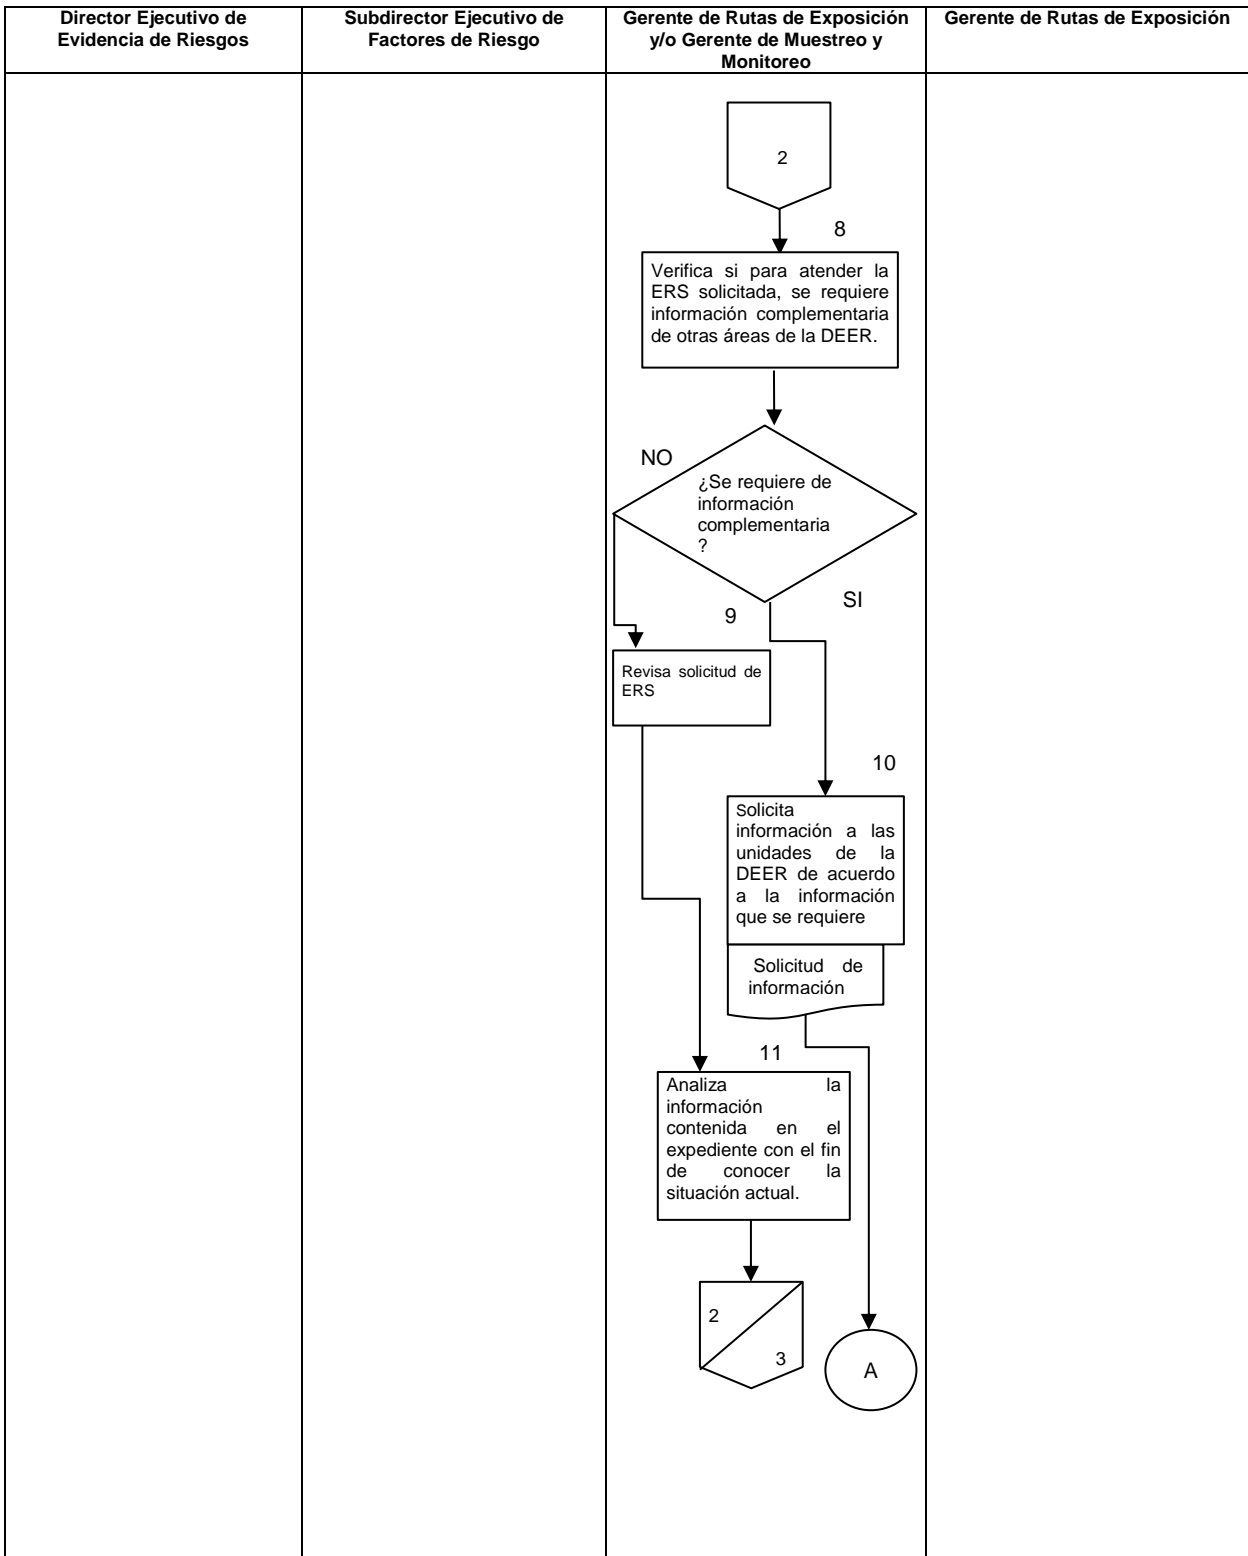 Director Ejecutivo de
Evidencia de Riesgos
Subdirector Ejecutivo de
Factores de Riesgo
Gerente de Rutas de Exposición
y/o Gerente de Muestreo y
Monitoreo
Gerente de Rutas de Exposición
2
8
Verifica si para atender la
ERS solicitada, se requiere
información complementaria
de otras áreas de la DEER.
NO
¿Se requiere de
información
complementaria
?
SI
9
Revisa solicitud de
ERS
10
Solicita
información a las
unidades de la
DEER de acuerdo
a la información
que se requiere
Solicitud de
información
11
Analiza la
información
contenida en el
expediente con el fin
de conocer la
situación actual.
2
3
A